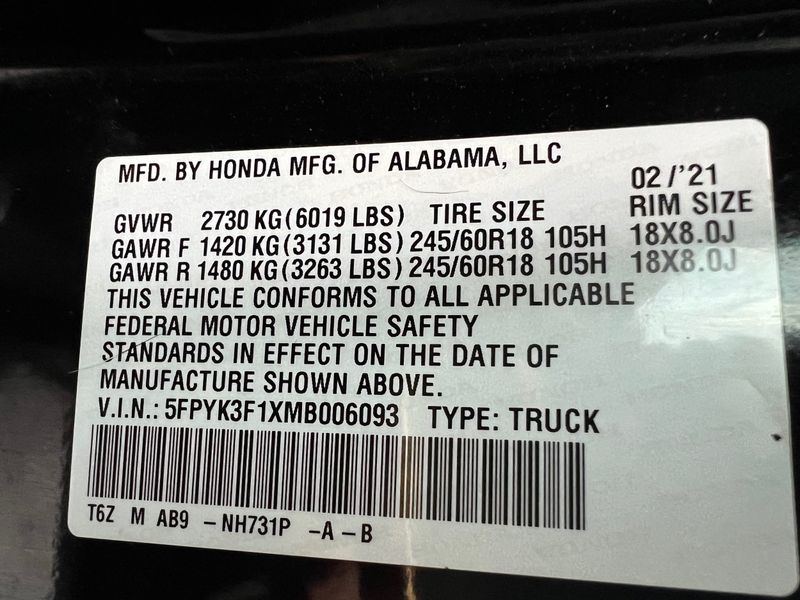 MFD. BY HONDA MFG. OF ALABAMA, LLC
02/'21
GVWR 2730 KG(6019 LBS) TIRE SIZE RIM SIZE
GAWR F 1420 KG(3131 LBS) 245/60R18 105H 18X8.0J
GAWR R 1480 KG(3263 LBS) 245/60R18 105H 18X8.0J
THIS VEHICLE CONFORMS TO ALL APPLICABLE
FEDERAL MOTOR VEHICLE SAFETY
STANDARDS IN EFFECT ON THE DATE OF
MANUFACTURE SHOWN ABOVE.
V.I.N.: 5FPYK3F1XMB006093 TYPE: TRUCK
T6Z M AB9 -NH731P -A-B